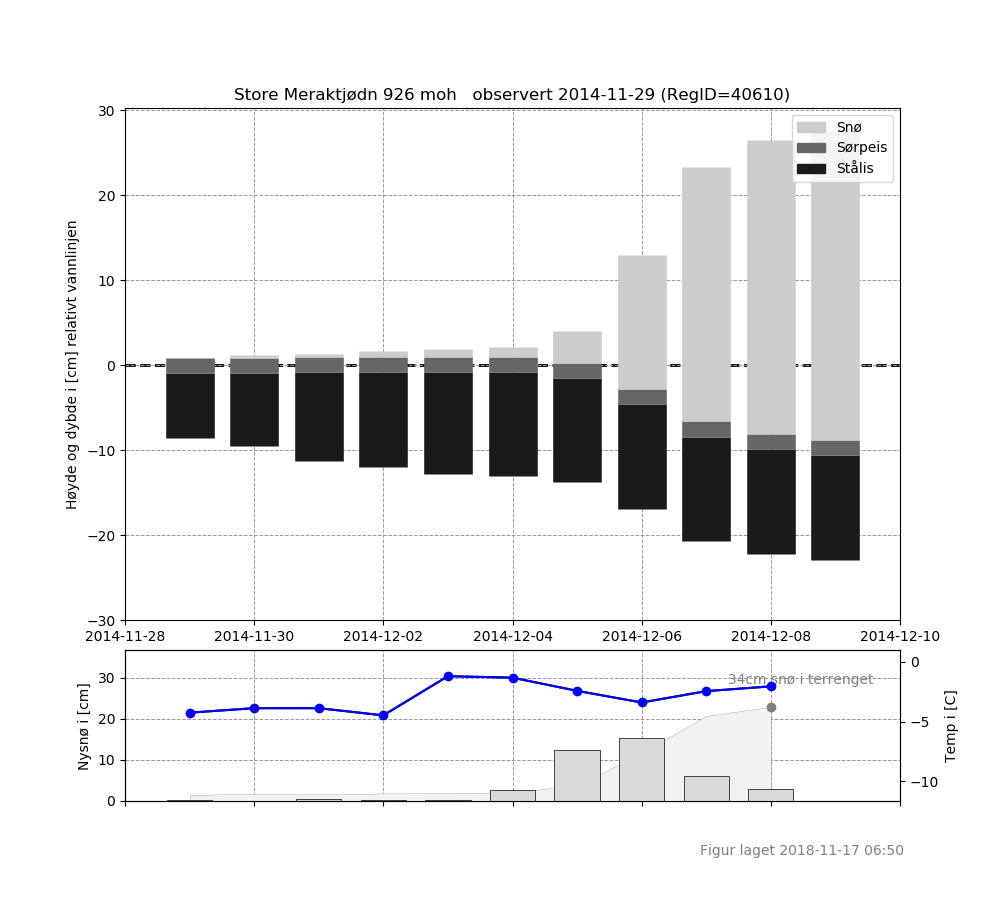 Store Meraktjødn 926 moh   observert 2014-11-29 (RegID=40610)
Snø
Sørpeis
Stålis
Høyde og dybde i [cm] relativt vannlinjen
30
20
10
0
−10
−20
−30
2014-11-28 2014-11-30 2014-12-02 2014-12-04 2014-12-06 2014-12-08 2014-12-10
Nysnø i [cm]
30
20
10
0
34cm snø i terrenget
0
−5
−10
Temp i [C]
Figur laget 2018-11-17 06:50